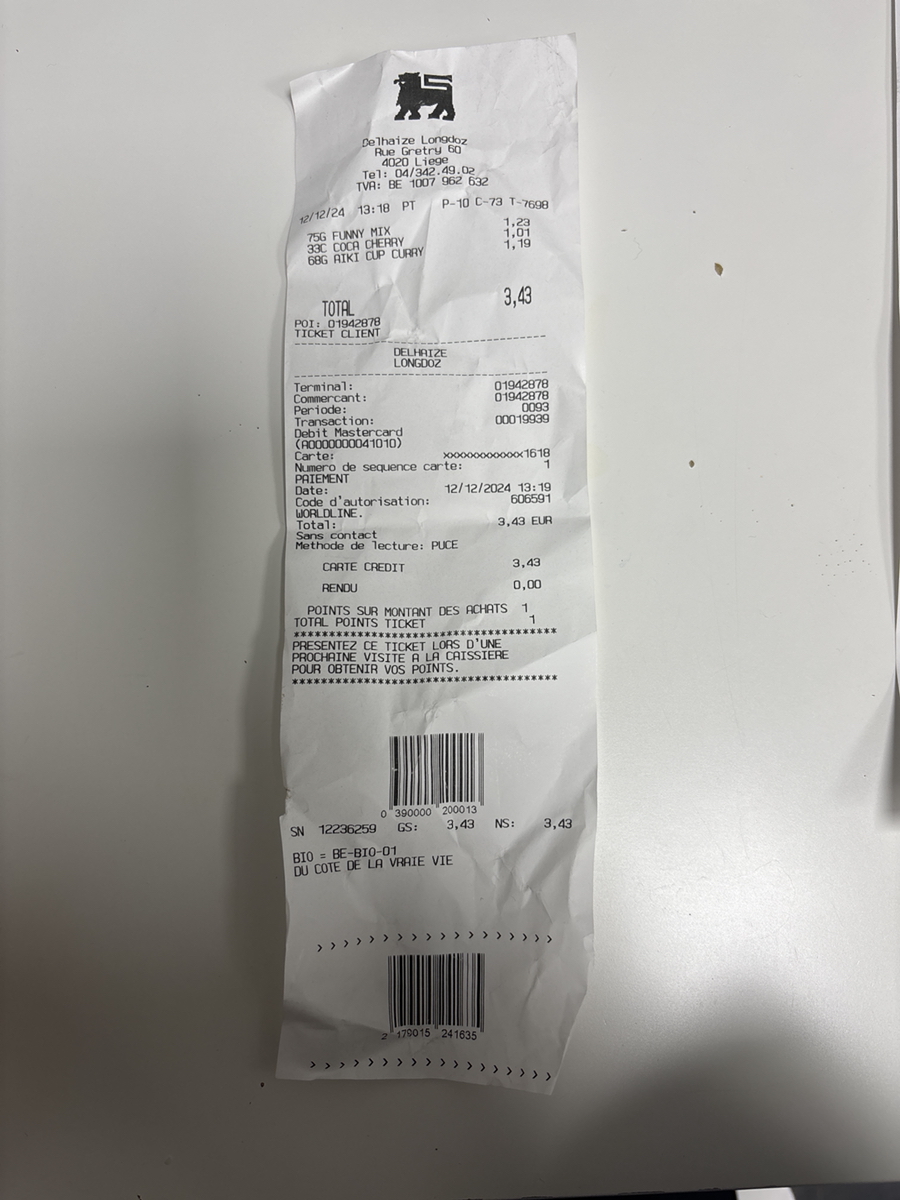 Delhaize Longdoz
Rue Gretry 60
4020 Liege
Tel: 04/342.49.02
TVA: BE 1007 962 632
12/12/24 13:18 PT P-10 C-73 T-7698
75G FUNNY MIX 1,23
33C COCA CHERRY 1,01
68G AIKI CUP CURRY 1,19
TOTAL 3,43
POI: 01942878
TICKET CLIENT
--------------------------------------
DELHAIZE
LONGDOZ
--------------------------------------
Terminal: 01942878
Commercant: 01942878
Periode: 0093
Transaction: 00019939
Debit Mastercard
(A0000000041010)
Carte: xxxxxxxxxxxx1618
Numero de sequence carte: 1
PAIEMENT
Date: 12/12/2024 13:19
Code d'autorisation: 606591
WORLDLINE.
Total: 3,43 EUR
Sans contact
Methode de lecture: PUCE
CARTE CREDIT 3,43
RENDU 0,00
POINTS SUR MONTANT DES ACHATS 1
TOTAL POINTS TICKET 1
**************************************
PRESENTEZ CE TICKET LORS D'UNE
PROCHAINE VISITE A LA CAISSIERE
POUR OBTENIR VOS POINTS.
**************************************
0 390000 200013
SN 12236259 GS: 3,43 NS: 3,43
BIO = BE-BIO-01
DU COTE DE LA VRAIE VIE
> > > > > > > > > > > > > > > > > >
2 179015 241635
> > > > > > > > > > > > > > > > > >